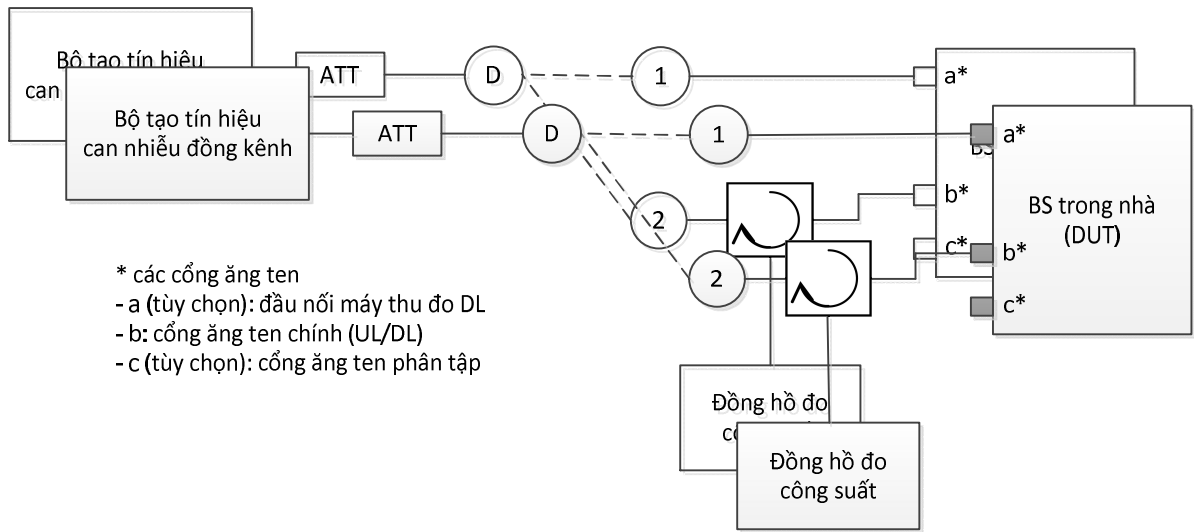 Bộ tạo tín hiệu
can
ATT
D
1
a*
Bộ tạo tín hiệu
can nhiễu đồng kênh
ATT
D
1
a*
BS
b*
BS trong nhà
(DUT)
2
c*
b*
2
c*
* các cổng ăng ten
- a (tùy chọn): đầu nối máy thu đo DL
- b: cổng ăng ten chính (UL/DL)
- c (tùy chọn): cổng ăng ten phân tập
Đồng hồ đo
Đồng hồ đo
công suất